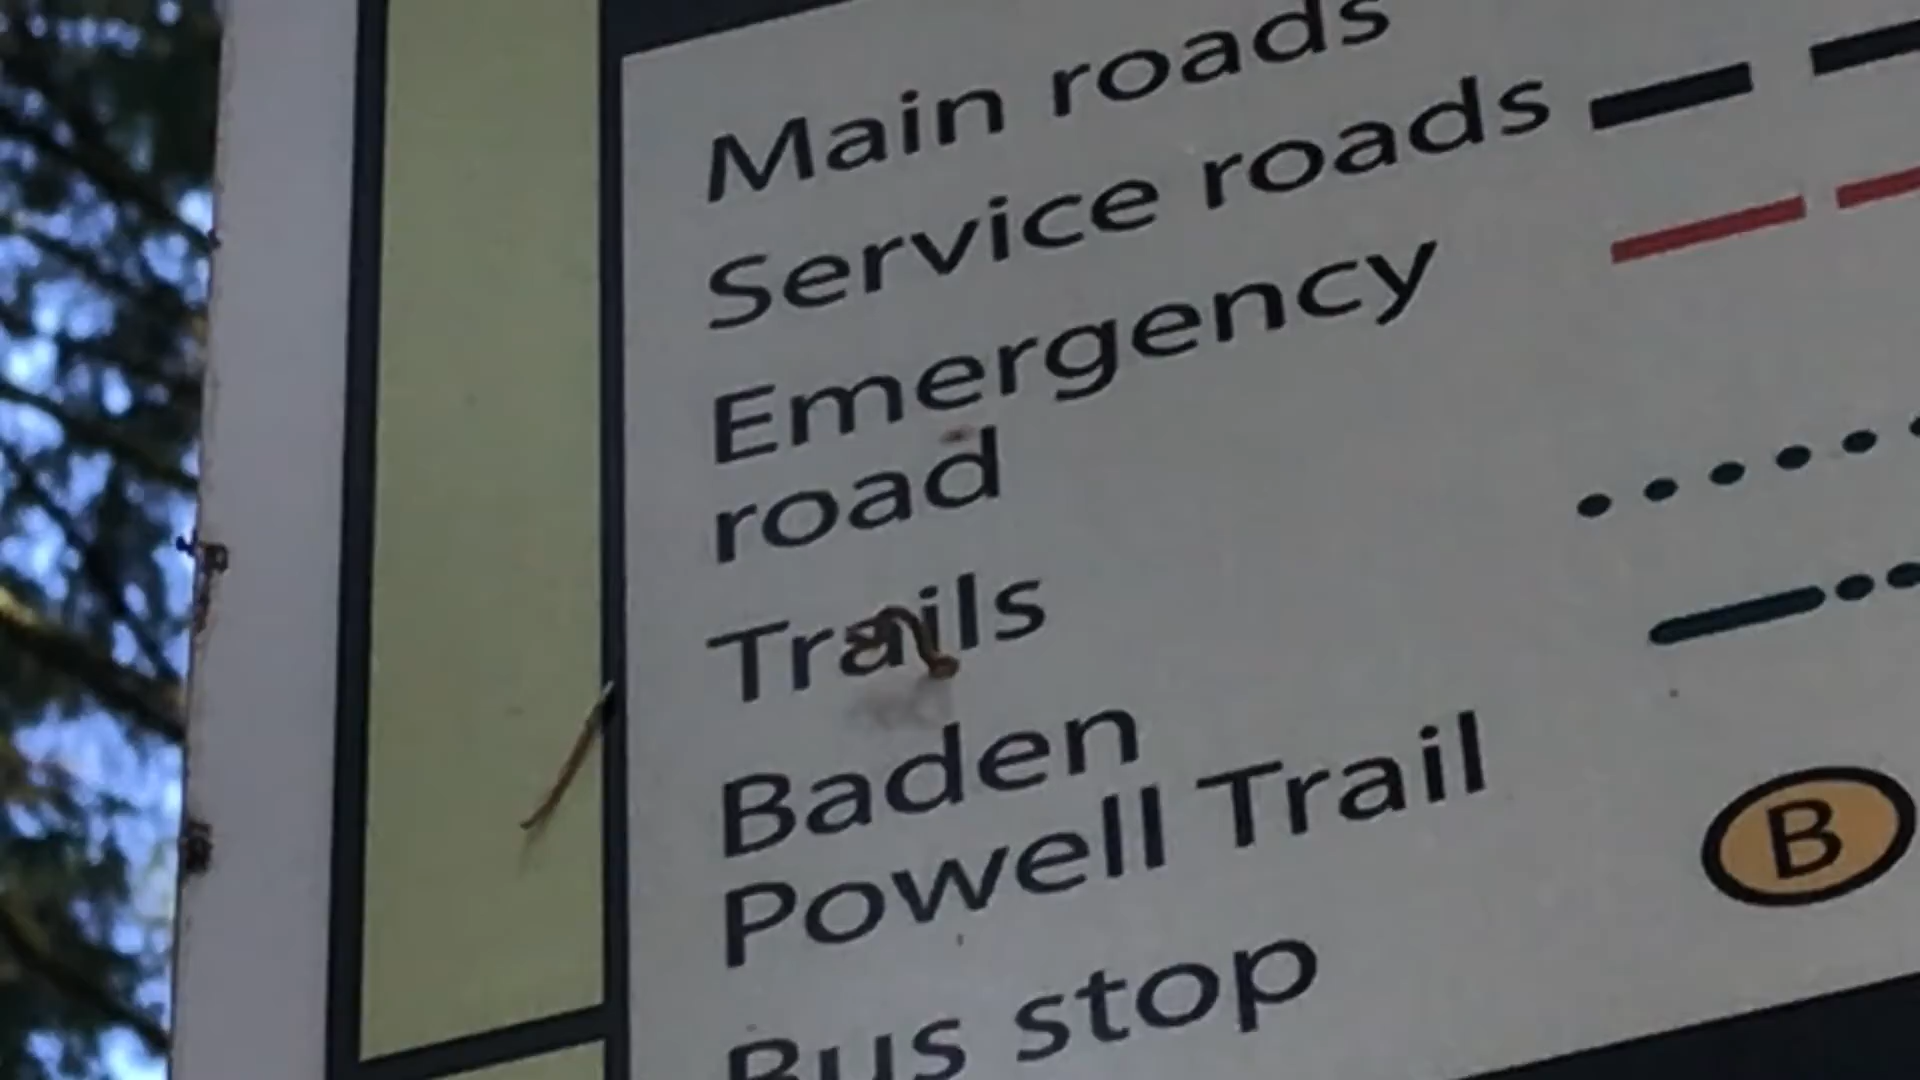 Main roads
Service roads
Emergency
road
Trails
Baden
Powell Trail
B
Bus stop